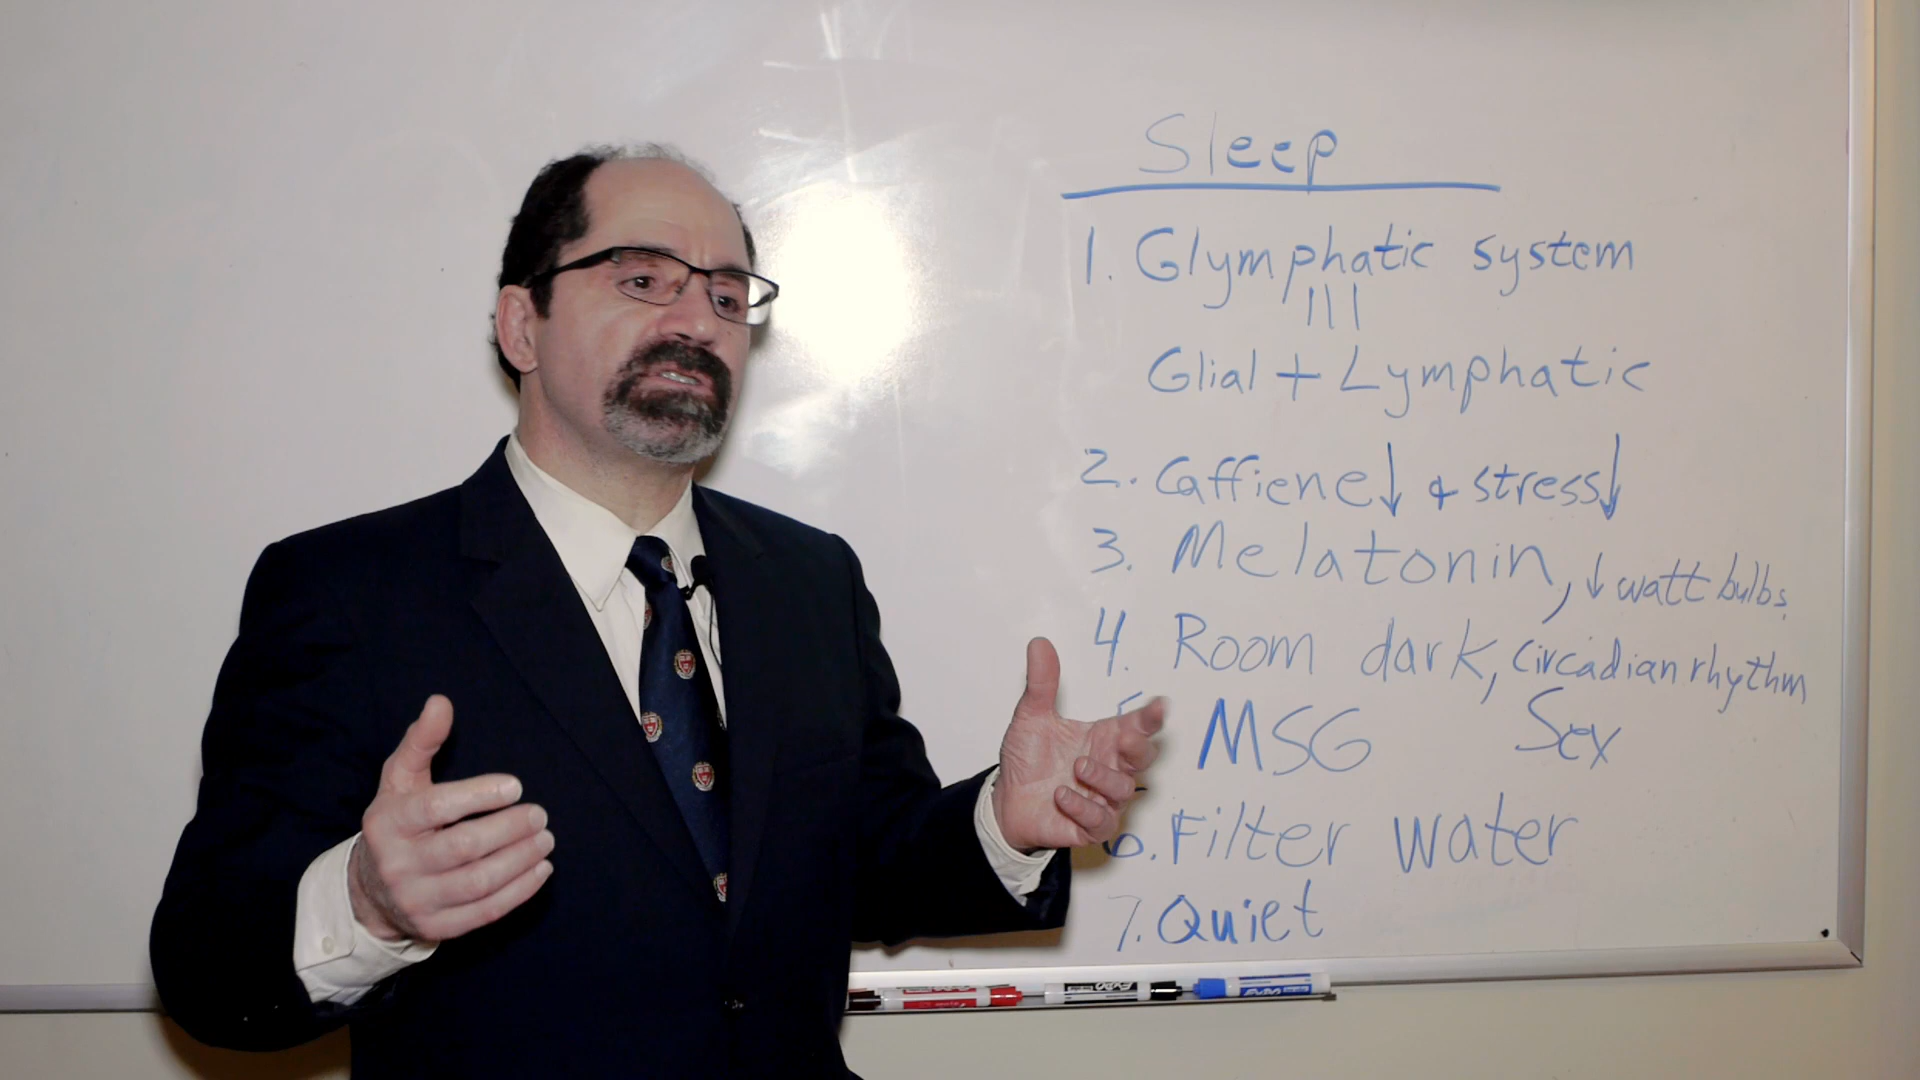 Sleep
1. Glymphatic system
|||
Glial + Lymphatic
2. Caffiene↓ & stress↓
3. Melatonin, ↓ watt bulbs
4. Room dark, circadian rhythm
5 MSG Sex
6. Filter water
7. Quiet
EXPO
EXPO